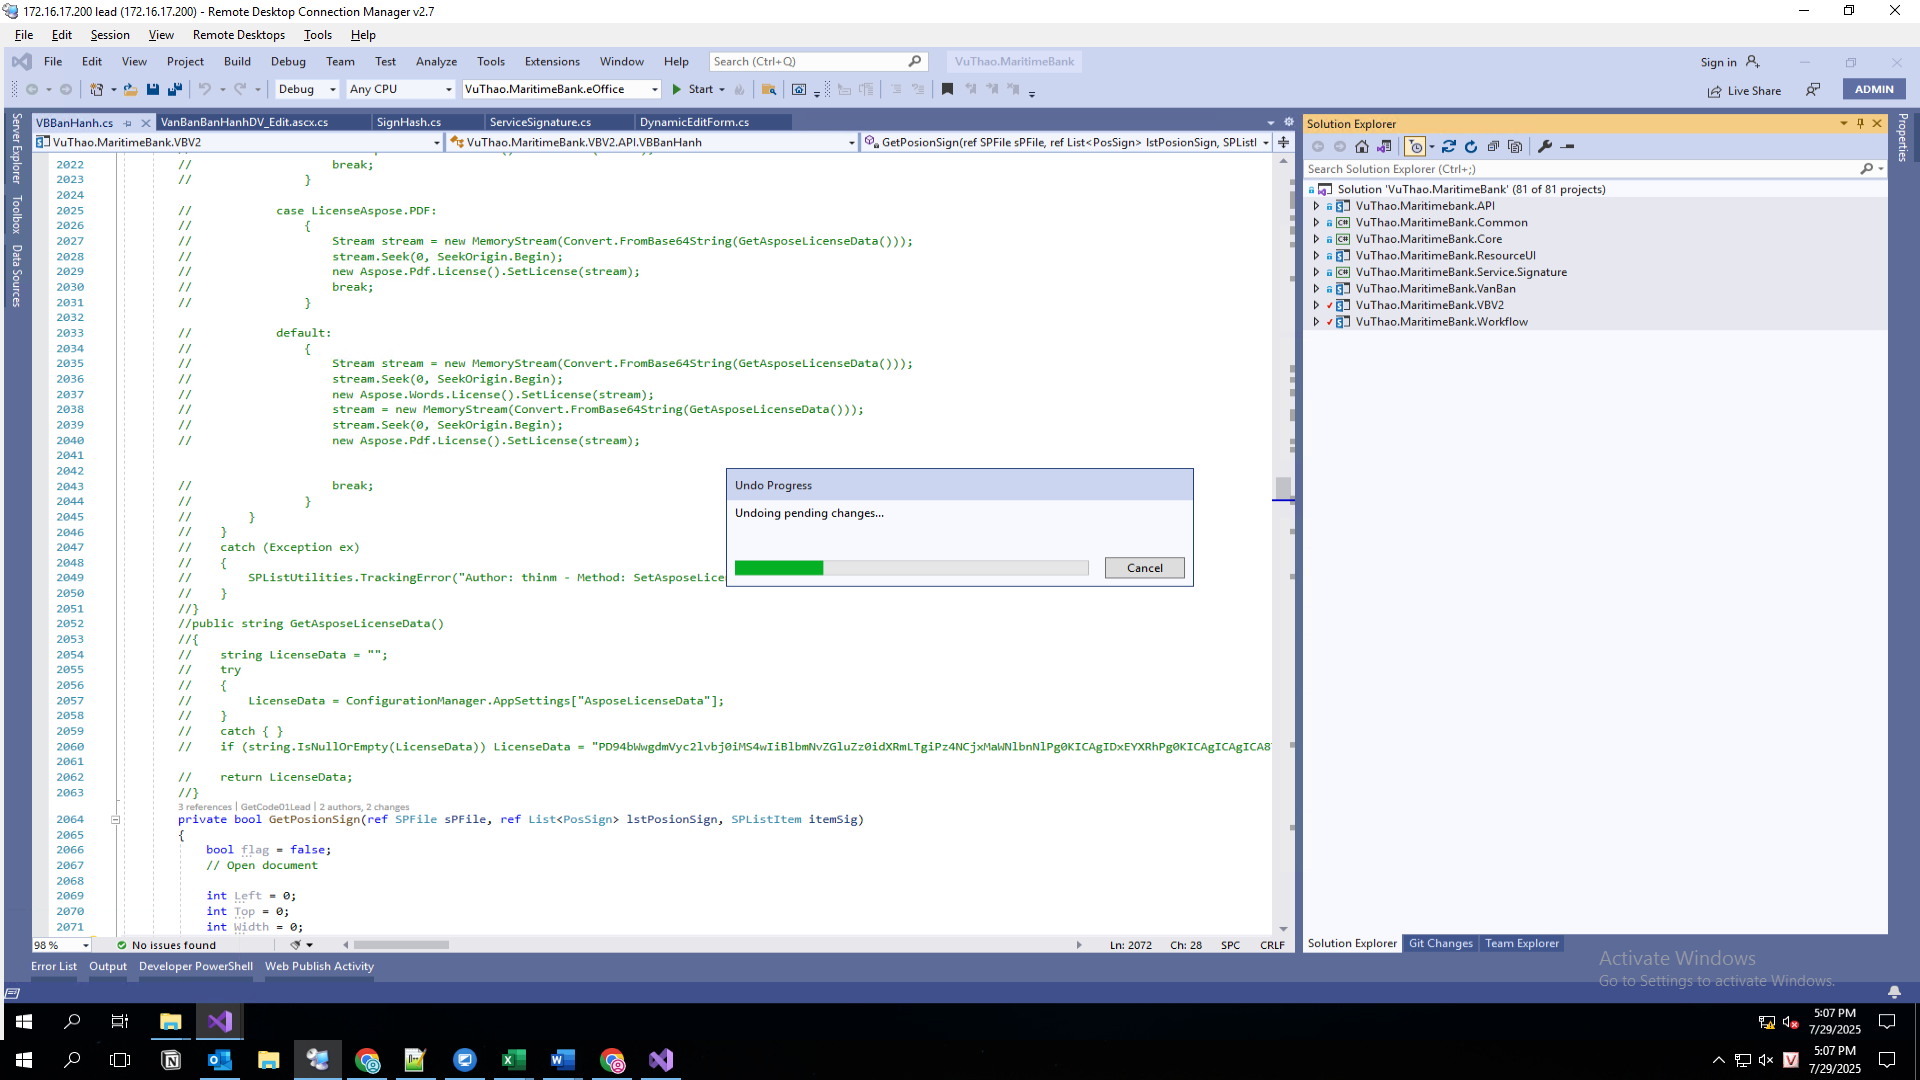 172.16.17.200 lead (172.16.17.200) - Remote Desktop Connection Manager v2.7
File Edit Session View Remote Desktops Tools Help
File Edit View Project Build Debug Team Test Analyze Tools Extensions Window Help Search (Ctrl+Q) VuThao.MaritimeBank Sign in
Debug Any CPU VuThao.MaritimeBank.eOffice Start Live Share ADMIN
VBBanHanh.cs VanBanBanHanhDV_Edit.ascx.cs SignHash.cs ServiceSignature.cs DynamicEditForm.cs
VuThao.MaritimeBank.VBV2 VuThao.MaritimeBank.VBV2.API.VBBanHanh GetPosionSign(ref SPFile sPFile, ref List<PosSign> lstPosionSign, SPListI
Server Explorer
Toolbox
Data Sources
2022 // break;
2023 // }
2024
2025 // case LicenseAspose.PDF:
2026 // {
2027 // Stream stream = new MemoryStream(Convert.FromBase64String(GetAsposeLicenseData()));
2028 // stream.Seek(0, SeekOrigin.Begin);
2029 // new Aspose.Pdf.License().SetLicense(stream);
2030 // break;
2031 // }
2032
2033 // default:
2034 // {
2035 // Stream stream = new MemoryStream(Convert.FromBase64String(GetAsposeLicenseData()));
2036 // stream.Seek(0, SeekOrigin.Begin);
2037 // new Aspose.Words.License().SetLicense(stream);
2038 // stream = new MemoryStream(Convert.FromBase64String(GetAsposeLicenseData()));
2039 // stream.Seek(0, SeekOrigin.Begin);
2040 // new Aspose.Pdf.License().SetLicense(stream);
2041
2042
2043 // break;
2044 // }
2045 // }
2046 // }
2047 // catch (Exception ex)
2048 // {
2049 // SPListUtilities.TrackingError("Author: thinm - Method: SetAsposeLice
2050 // }
2051 //}
2052 //public string GetAsposeLicenseData()
2053 //{
2054 // string LicenseData = "";
2055 // try
2056 // {
2057 // LicenseData = ConfigurationManager.AppSettings["AsposeLicenseData"];
2058 // }
2059 // catch { }
2060 // if (string.IsNullOrEmpty(LicenseData)) LicenseData = "PD94bWwgdmVyc2lvbj0iMS4wIiBlbmNvZGluZz0idXRmLTgiPz4NCjxMaWNlbnNlPg0KICAgIDxEYXRhPg0KICAgICAgICA8
2061
2062 // return LicenseData;
2063 //}
3 references | GetCode01Lead | 2 authors, 2 changes
2064 private bool GetPosionSign(ref SPFile sPFile, ref List<PosSign> lstPosionSign, SPListItem itemSig)
2065 {
2066 bool flag = false;
2067 // Open document
2068
2069 int Left = 0;
2070 int Top = 0;
2071 int Width = 0;
98 % No issues found Ln: 2072 Ch: 28 SPC CRLF
Error List Output Developer PowerShell Web Publish Activity
Undo Progress
Undoing pending changes...
Cancel
Solution Explorer
Search Solution Explorer (Ctrl+;)
Solution 'VuThao.MaritimeBank' (81 of 81 projects)
VuThao.Maritimebank.API
VuThao.MaritimeBank.Common
VuThao.MaritimeBank.Core
VuThao.MaritimeBank.ResourceUI
VuThao.MaritimeBank.Service.Signature
VuThao.MaritimeBank.VanBan
VuThao.MaritimeBank.VBV2
VuThao.MaritimeBank.Workflow
Solution Explorer Git Changes Team Explorer
Properties
Activate Windows
Go to Settings to activate Windows.
5:07 PM
7/29/2025
5:07 PM
7/29/2025